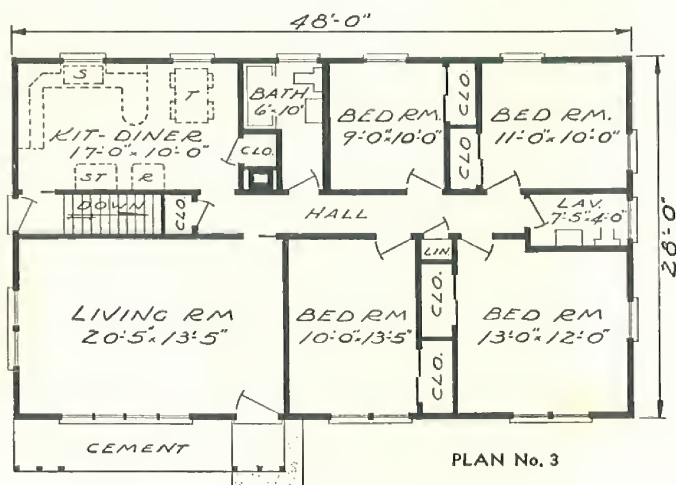 48'-0"
S
T
BATH
6'x10'
CLO.
BED RM.
9'-0"x10'-0"
CLO.
BED RM.
11'-0"x10'-0"
KIT-DINER
17'-0"x10'-0"
CLO.
ST
R
DOWN
CLO.
HALL
LAV.
7'-5"x4'-0"
28'-0"
LIN.
LIVING RM
20'-5"x13'-5"
BED RM
10'-0"x13'-5"
CLO.
CLO.
BED RM
13'-0"x12'-0"
CEMENT
PLAN No. 3